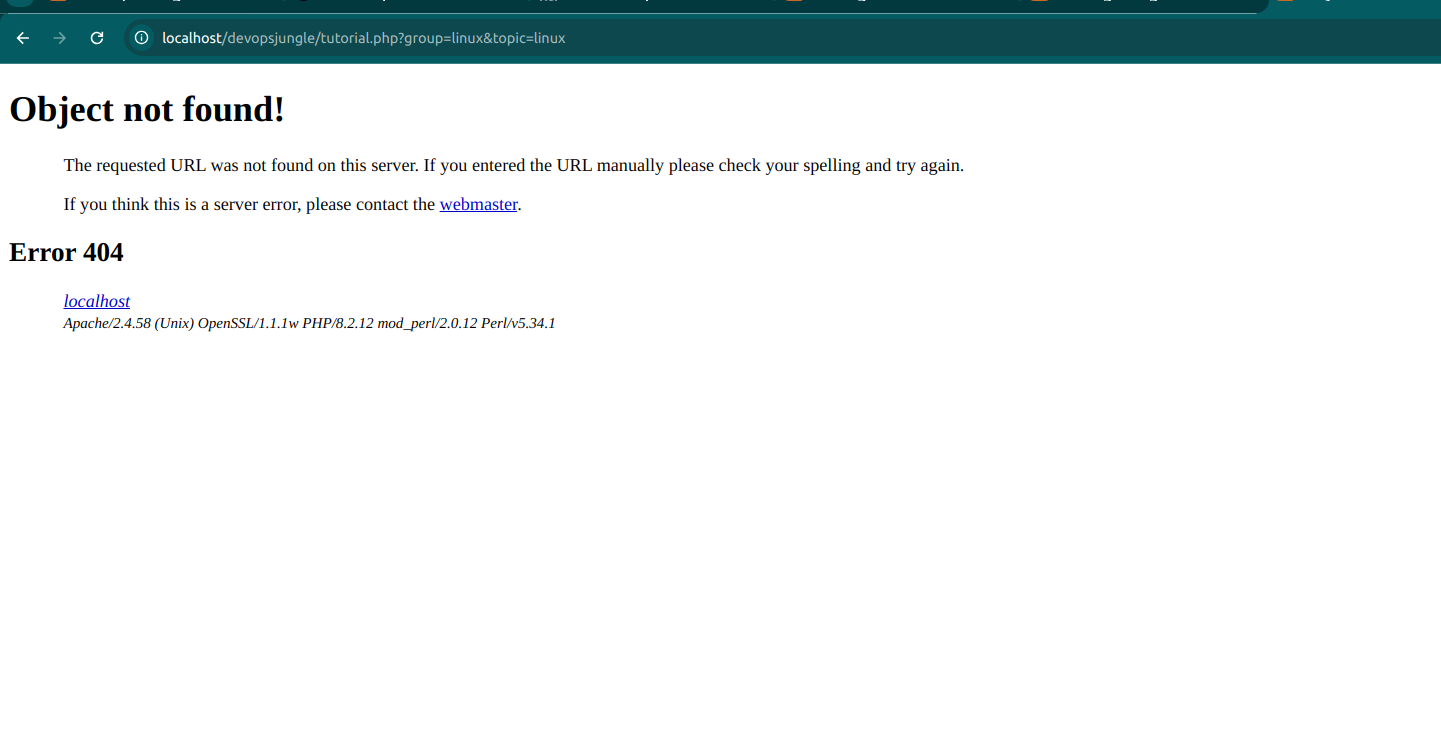 localhost/devopsjungle/tutorial.php?group=linux&topic=linux
Object not found!
The requested URL was not found on this server. If you entered the URL manually please check your spelling and try again.
If you think this is a server error, please contact the webmaster.
Error 404
localhost
Apache/2.4.58 (Unix) OpenSSL/1.1.1w PHP/8.2.12 mod_perl/2.0.12 Perl/v5.34.1